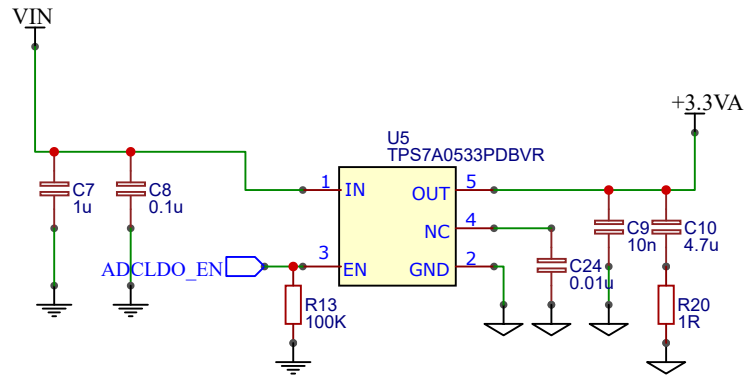 VIN
+3.3VA
U5
TPS7A0533PDBVR
1
IN
OUT
5
C7
1u
C8
0.1u
NC
4
C9
10n
C10
4.7u
ADCLDO_EN
3
EN
GND
2
C24
0.01u
R13
100K
R20
1R